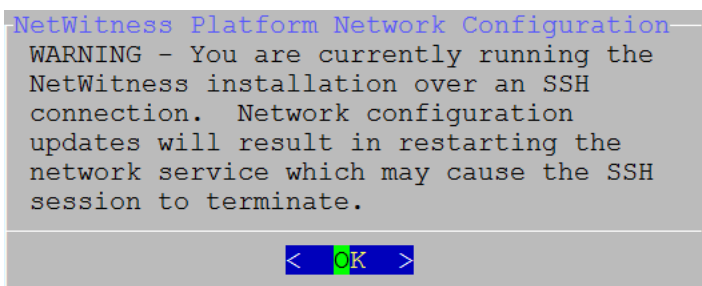 NetWitness Platform Network Configuration
WARNING - You are currently running the
NetWitness installation over an SSH
connection.  Network configuration
updates will result in restarting the
network service which may cause the SSH
session to terminate.
<  OK  >